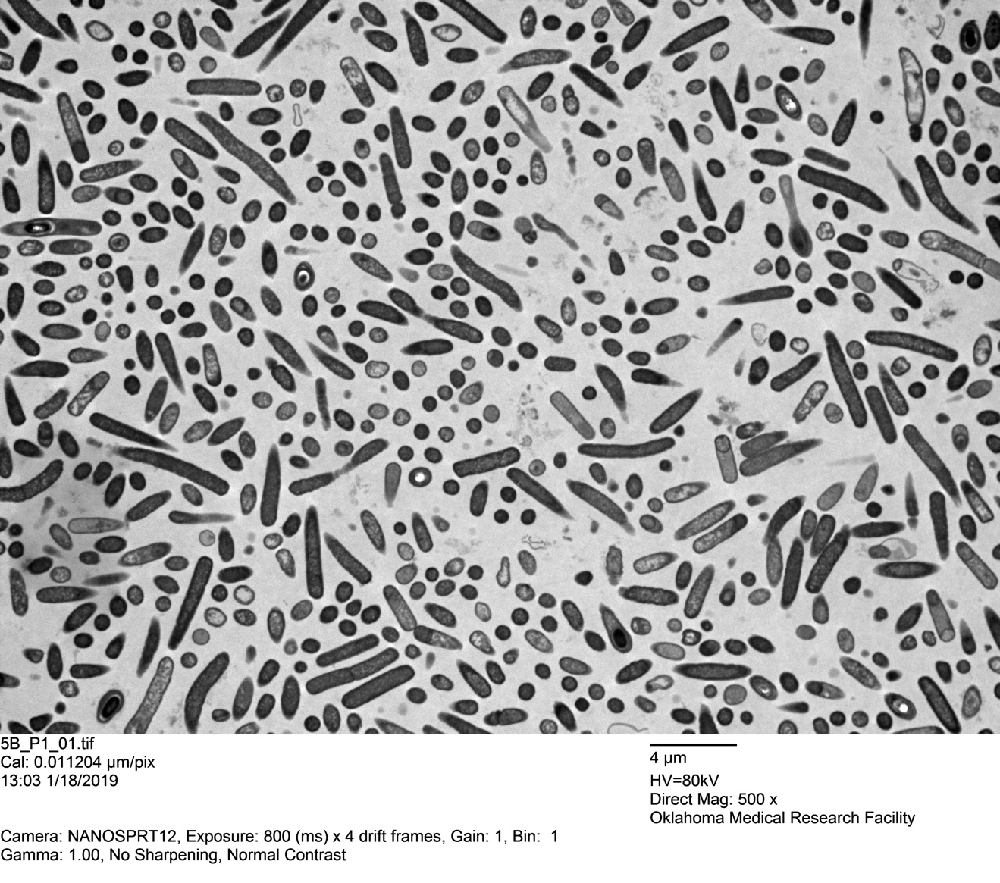 5B_P1_01.tif
Cal: 0.011204 µm/pix
13:03 1/18/2019
4 µm
HV=80kV
Direct Mag: 500 x
Oklahoma Medical Research Facility
Camera: NANOSPRT12, Exposure: 800 (ms) x 4 drift frames, Gain: 1, Bin: 1
Gamma: 1.00, No Sharpening, Normal Contrast